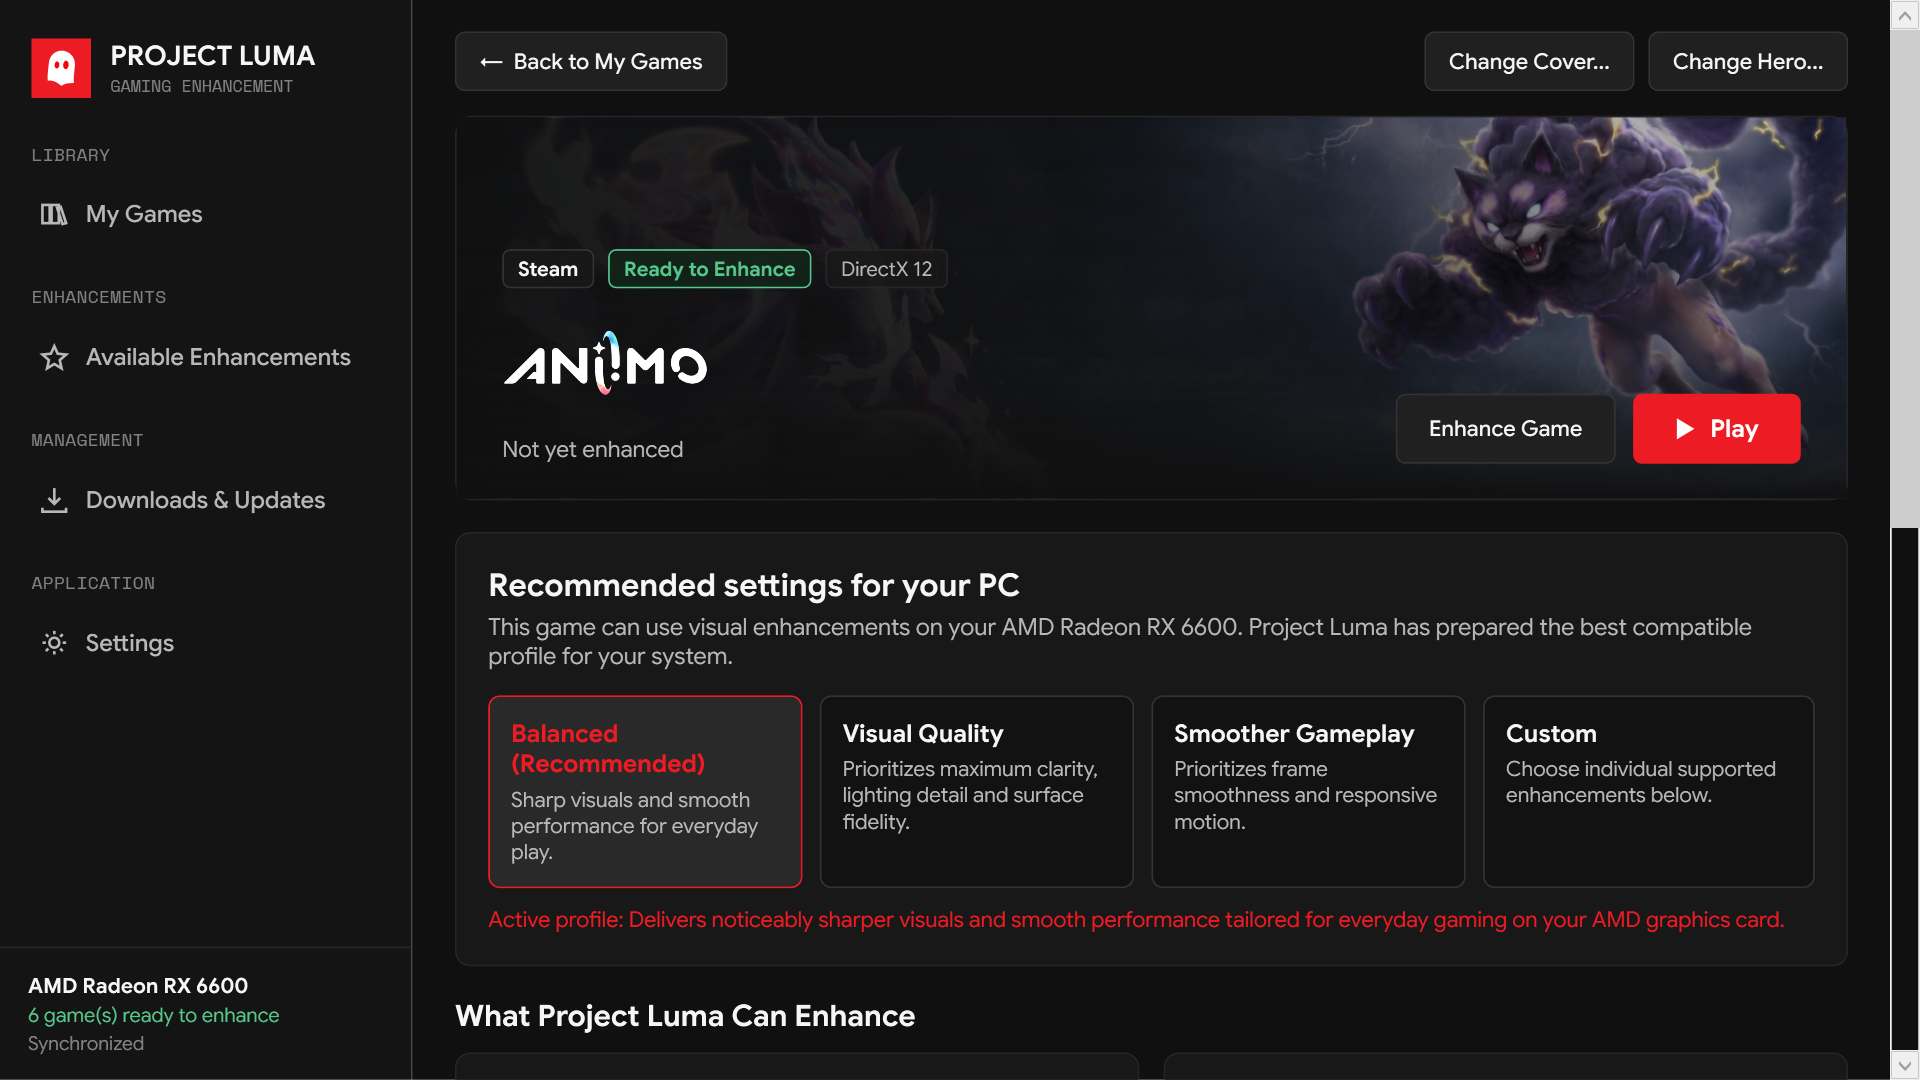 PROJECT LUMA
GAMING ENHANCEMENT
LIBRARY
My Games
ENHANCEMENTS
Available Enhancements
MANAGEMENT
Downloads & Updates
APPLICATION
Settings
AMD Radeon RX 6600
6 game(s) ready to enhance
Synchronized
← Back to My Games
Change Cover...
Change Hero...
Steam
Ready to Enhance
DirectX 12
ANIIMO
Not yet enhanced
Enhance Game
Play
Recommended settings for your PC
This game can use visual enhancements on your AMD Radeon RX 6600. Project Luma has prepared the best compatible
profile for your system.
Balanced
(Recommended)
Sharp visuals and smooth
performance for everyday
play.
Visual Quality
Prioritizes maximum clarity,
lighting detail and surface
fidelity.
Smoother Gameplay
Prioritizes frame
smoothness and responsive
motion.
Custom
Choose individual supported
enhancements below.
Active profile: Delivers noticeably sharper visuals and smooth performance tailored for everyday gaming on your AMD graphics card.
What Project Luma Can Enhance